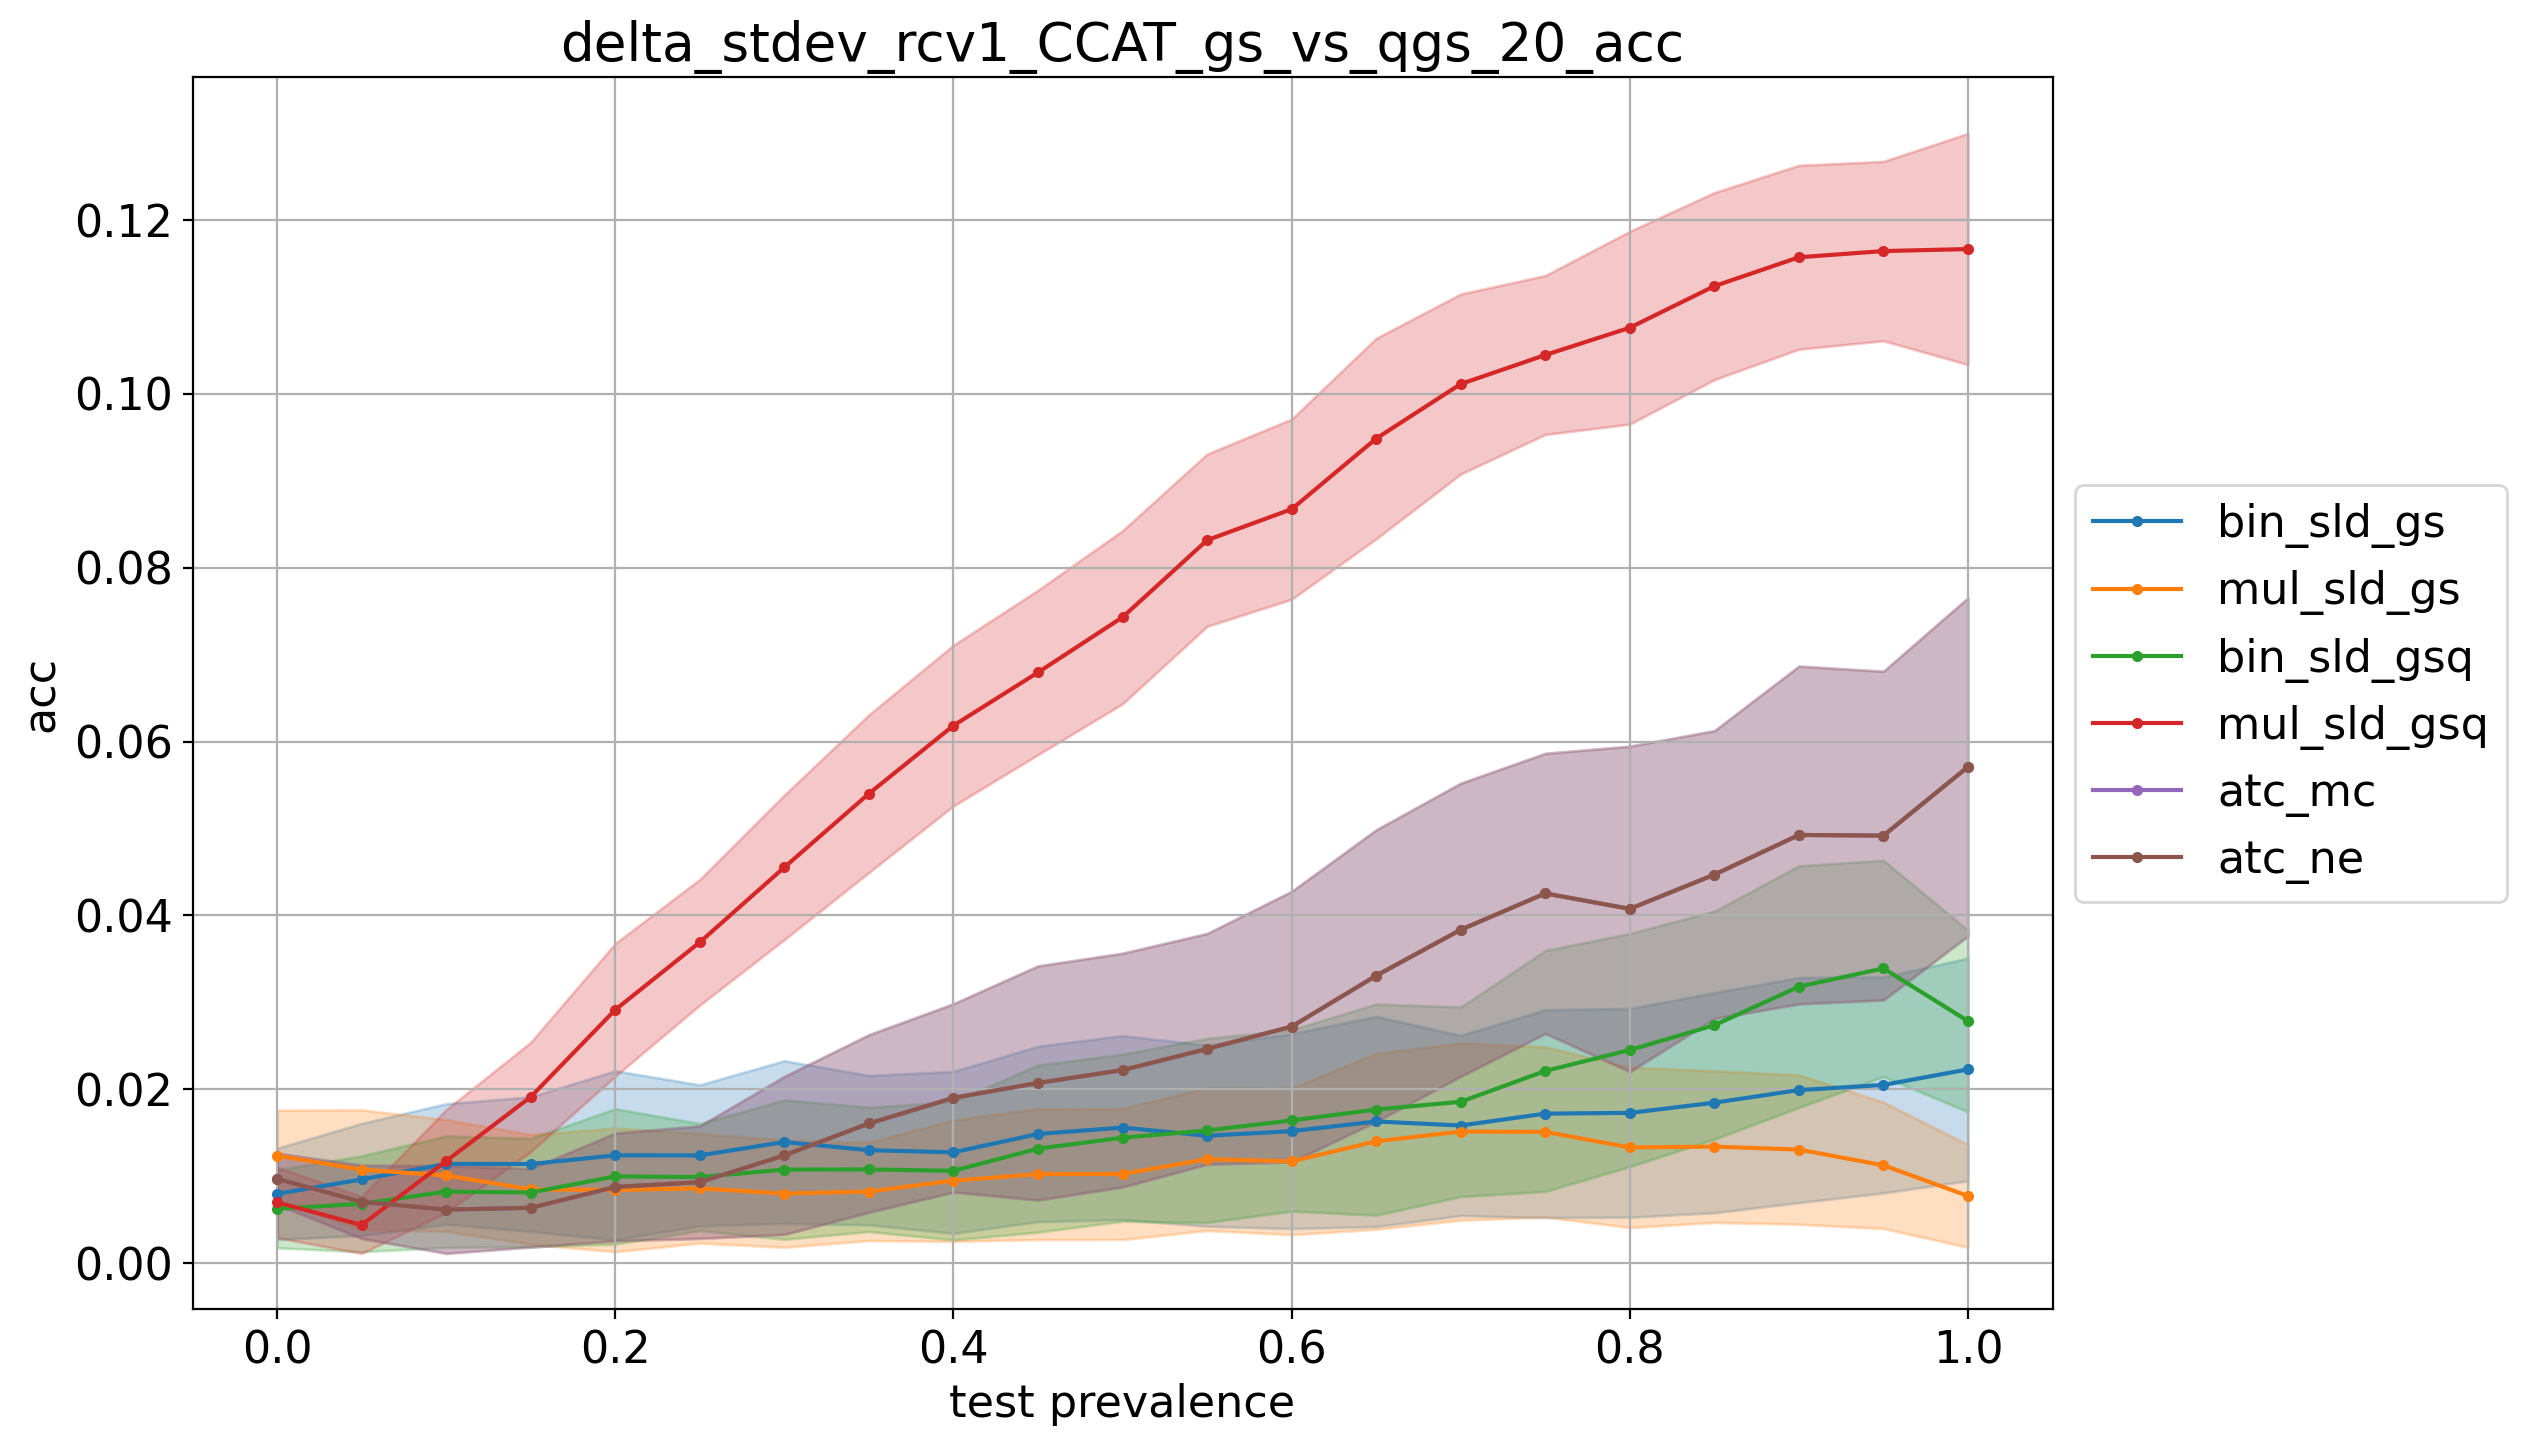 delta_stdev_rcv1_CCAT_gs_vs_qgs_20_acc
0.12
0.10
0.08
0.06
0.04
0.02
0.00
acc
0.0 0.2 0.4 0.6 0.8 1.0
test prevalence
bin_sld_gs
mul_sld_gs
bin_sld_gsq
mul_sld_gsq
atc_mc
atc_ne